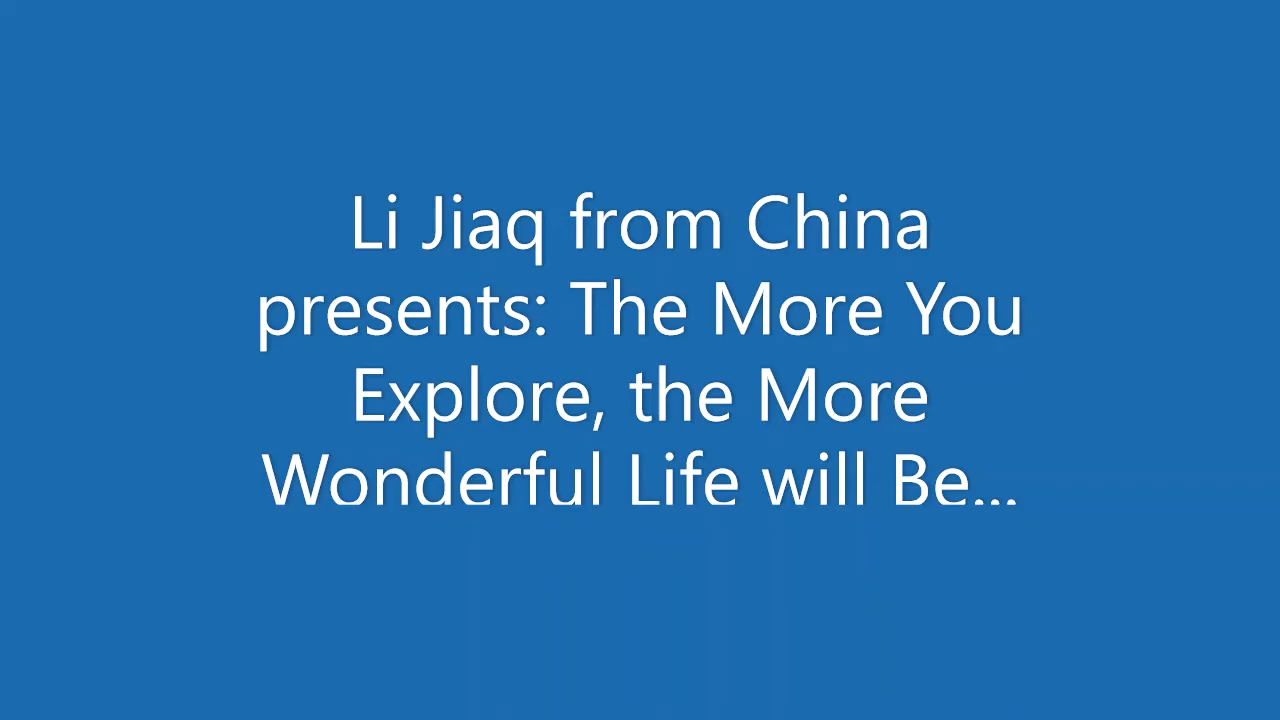 Li Jiaq from China
presents: The More You
Explore, the More
Wonderful Life will Be...